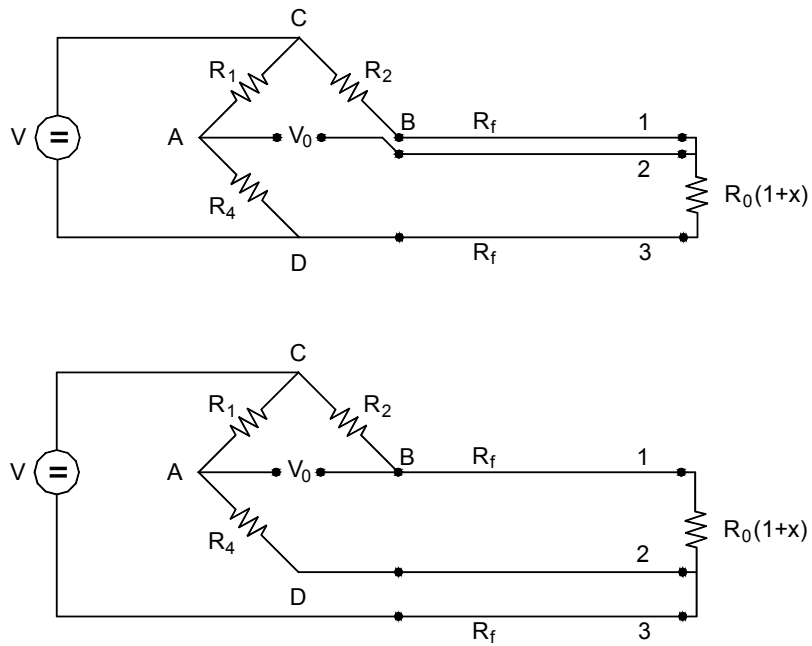 C
R1 R2
V = A V0 B Rf 1
2
R4 R0(1+x)
D Rf 3
C
R1 R2
V = A V0 B Rf 1
R4 R0(1+x)
2
D
Rf 3